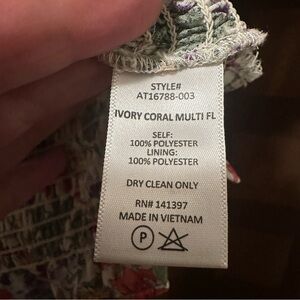 STYLE#
AT16788-003
IVORY CORAL MULTI FL
SELF:
100% POLYESTER
LINING:
100% POLYESTER
DRY CLEAN ONLY
RN# 141397
MADE IN VIETNAM
P